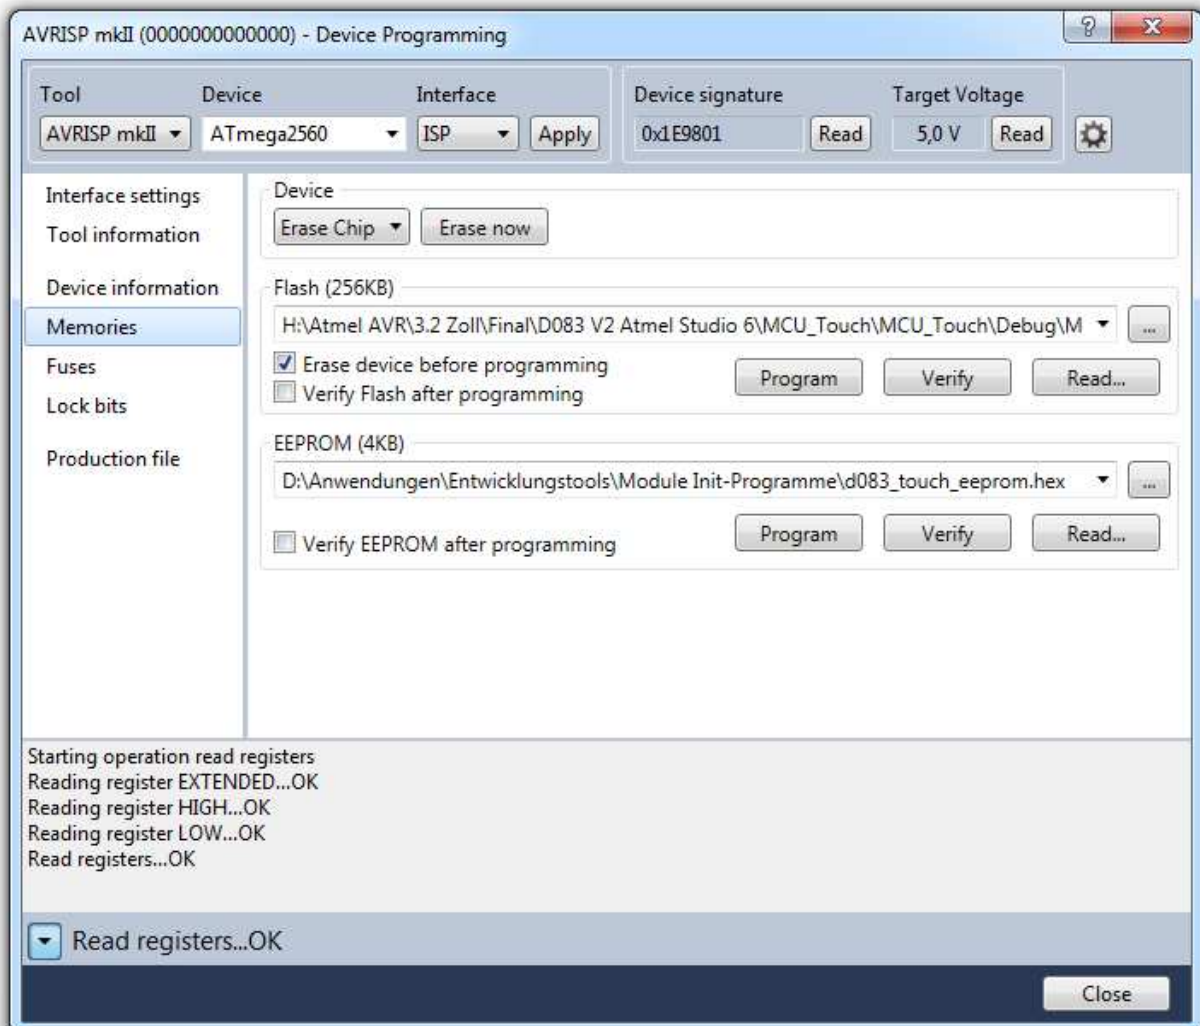 AVRISP mkII (0000000000000) - Device Programming
Tool Device Interface Device signature Target Voltage
AVRISP mkII ATmega2560 ISP Apply 0x1E9801 Read 5,0 V Read
Interface settings
Tool information
Device information
Memories
Fuses
Lock bits
Production file
Device
Erase Chip Erase now
Flash (256KB)
H:\Atmel AVR\3.2 Zoll\Final\D083 V2 Atmel Studio 6\MCU_Touch\MCU_Touch\Debug\M ...
Erase device before programming
Verify Flash after programming
Program Verify Read...
EEPROM (4KB)
D:\Anwendungen\Entwicklungstools\Module Init-Programme\d083_touch_eeprom.hex ...
Verify EEPROM after programming
Program Verify Read...
Starting operation read registers
Reading register EXTENDED...OK
Reading register HIGH...OK
Reading register LOW...OK
Read registers...OK
Read registers...OK
Close